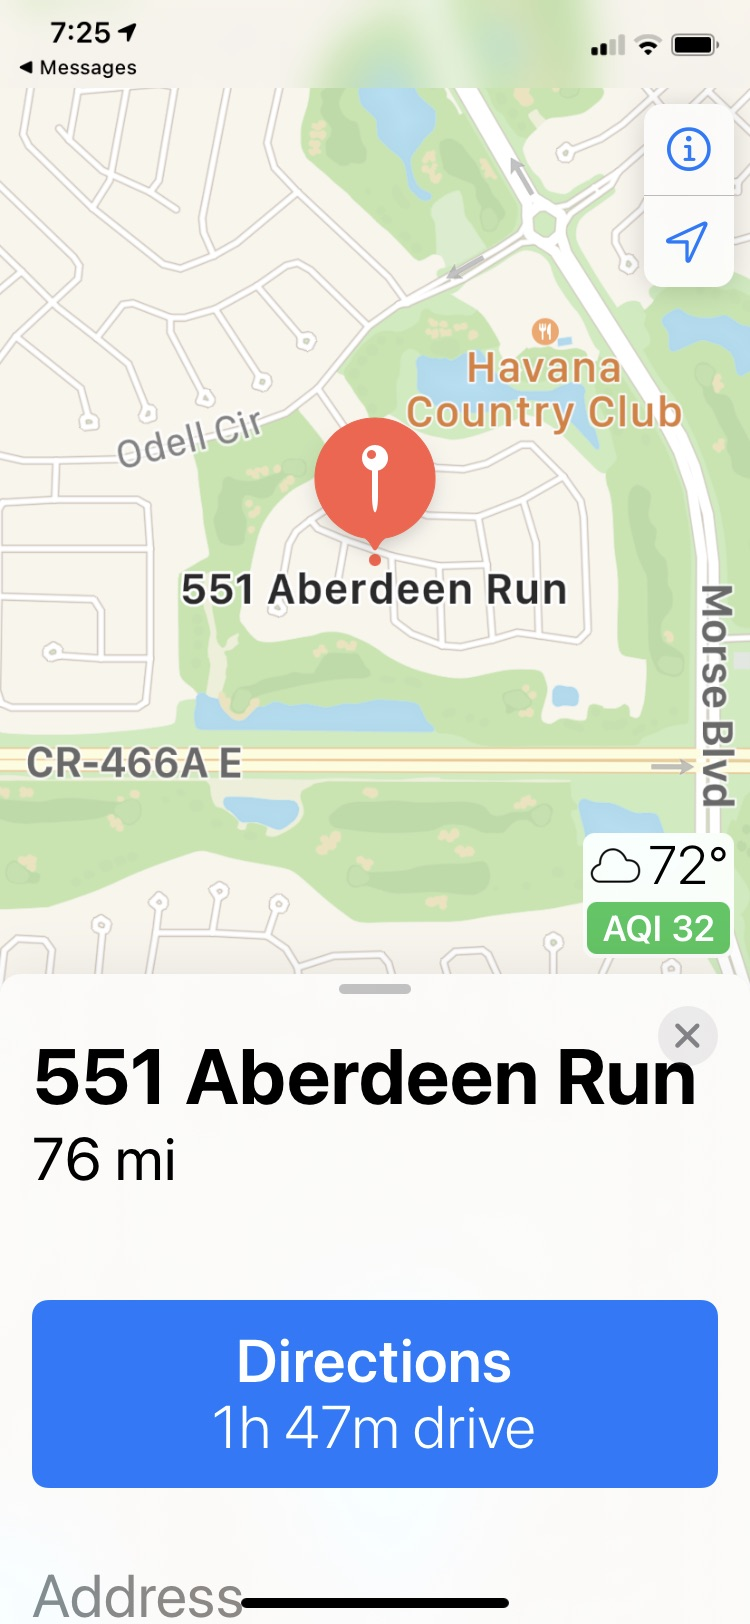 7:25
Messages
Havana
Country Club
Odell Cir
551 Aberdeen Run
Morse Blvd
CR-466A E
72°
AQI 32
551 Aberdeen Run
76 mi
Directions
1h 47m drive
Address